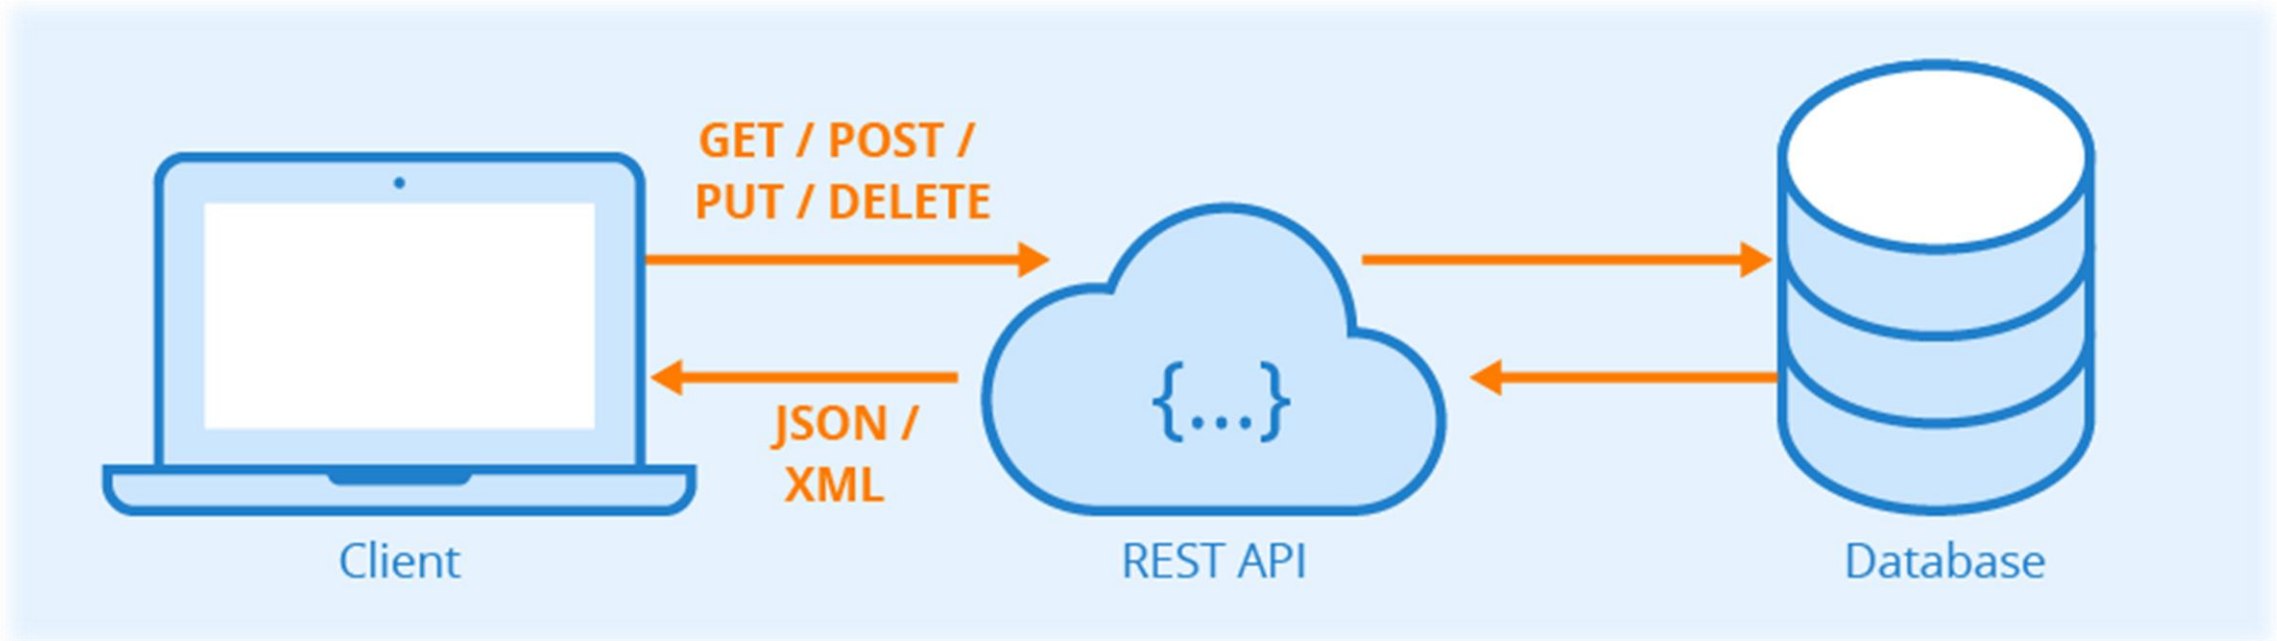 GET / POST /
PUT / DELETE
{...}
JSON /
XML
Client
REST API
Database